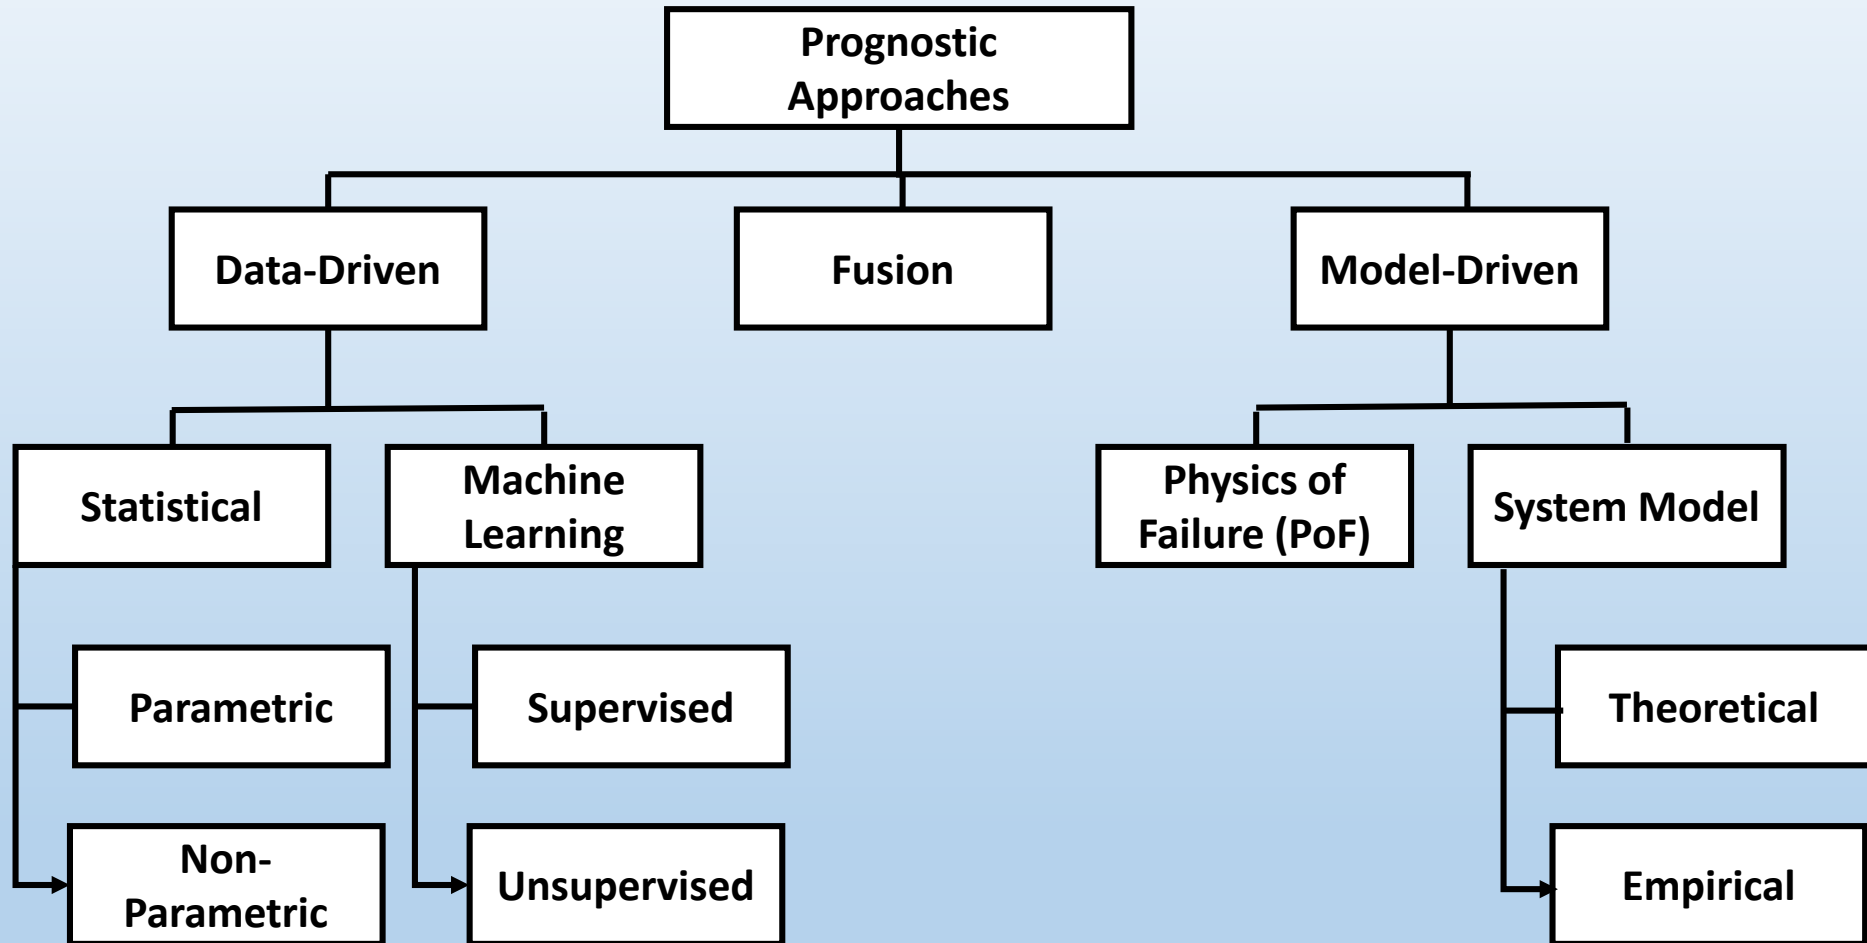 Prognostic
Approaches
Data-Driven
Fusion
Model-Driven
Statistical
Machine
Learning
Physics of
Failure (PoF)
System Model
Parametric
Supervised
Theoretical
Non-
Parametric
Unsupervised
Empirical